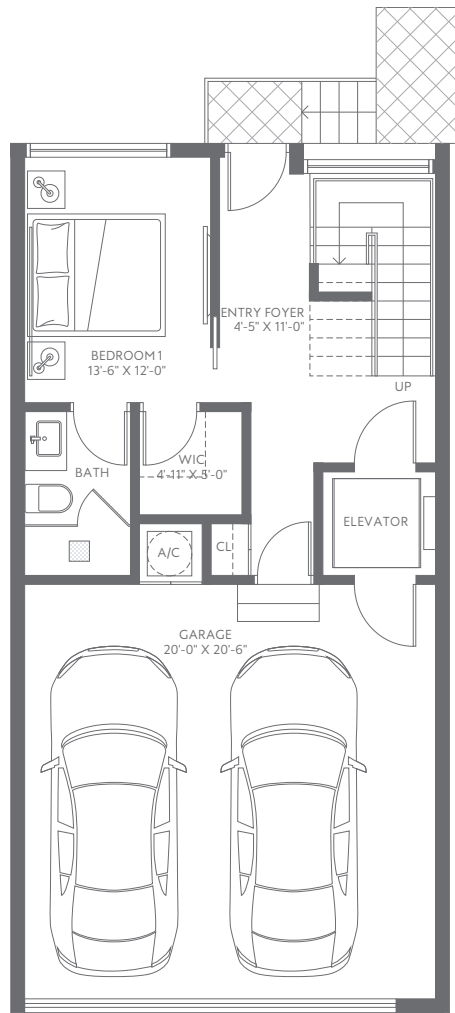 ENTRY FOYER
4'-5" X 11'-0"
BEDROOM 1
13'-6" X 12'-0"
UP
BATH
WIC
4'-11" X 5'-0"
ELEVATOR
A/C
CL
GARAGE
20'-0" X 20'-6"